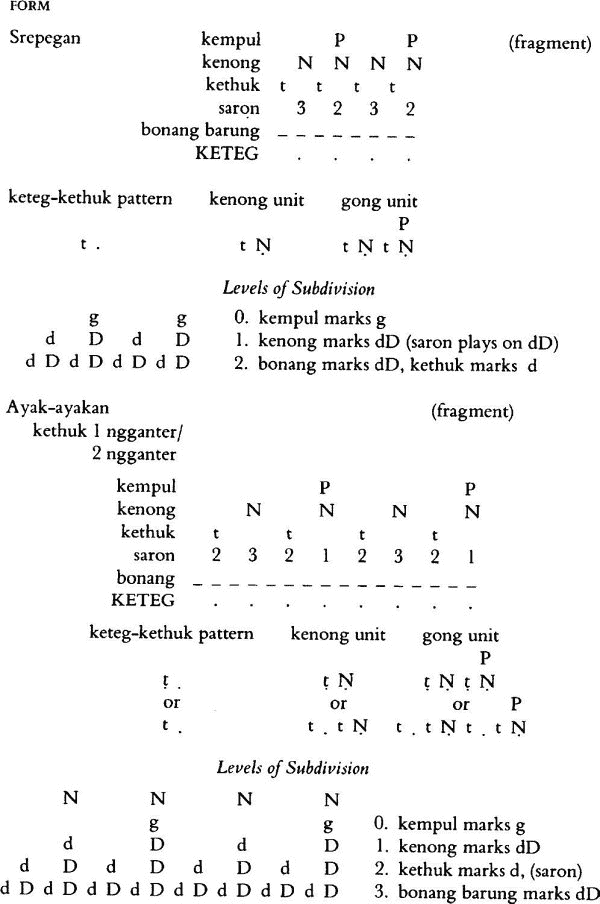 FORM
Srepegan kempul P P (fragment)
kenong N N N N
kethuk t t t t
saron 3 2 3 2
bonang barung _ _ _ _ _ _ _ _
KETEG . . . .
keteg-kethuk pattern kenong unit gong unit
P
t . t Ṇ t Ṇ t Ṇ
Levels of Subdivision
g g 0. kempul marks g
d D d D 1. kenong marks dD (saron plays on dD)
d D d D d D d D 2. bonang marks dD, kethuk marks d
Ayak-ayakan (fragment)
kethuk 1 ngganter/
2 ngganter
kempul P P
kenong N N N N
kethuk t t t t
saron 2 3 2 1 2 3 2 1
bonang _ _ _ _ _ _ _ _ _ _ _ _ _ _ _ _
KETEG . . . . . . . .
keteg-kethuk pattern kenong unit gong unit
P
ṭ . ṭ Ṇ ṭ Ṇ ṭ Ṇ
or or or P
t . t . t Ṇ t . t Ṇ t . t Ṇ
Levels of Subdivision
N N N N
g g 0. kempul marks g
d D d D 1. kenong marks dD
d D d D d D d D 2. kethuk marks d, (saron)
d D d D d D d D d D d D d D d D 3. bonang barung marks dD